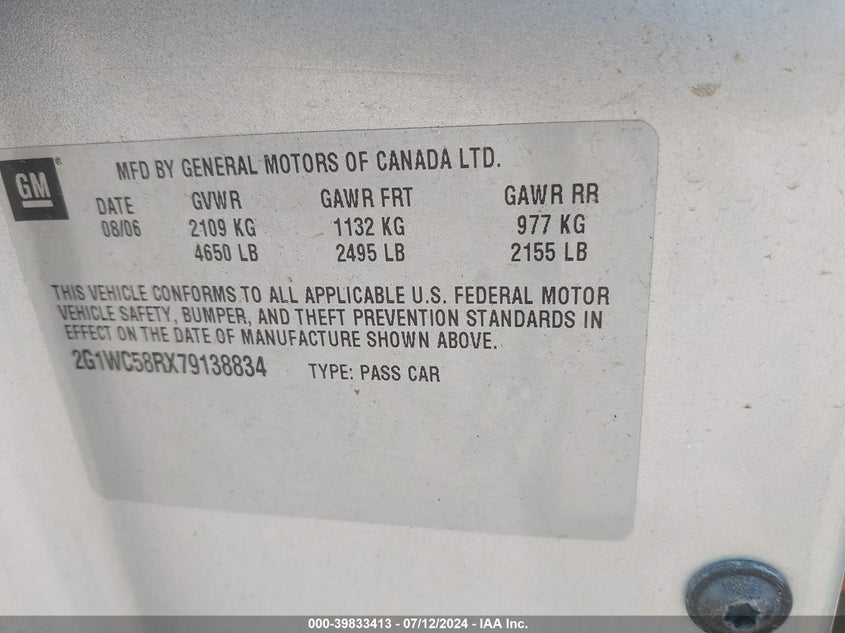 MFD BY GENERAL MOTORS OF CANADA LTD.
GM ®
DATE GVWR GAWR FRT GAWR RR
08/06 2109 KG 1132 KG 977 KG
4650 LB 2495 LB 2155 LB
THIS VEHICLE CONFORMS TO ALL APPLICABLE U.S. FEDERAL MOTOR
VEHICLE SAFETY, BUMPER, AND THEFT PREVENTION STANDARDS IN
EFFECT ON THE DATE OF MANUFACTURE SHOWN ABOVE.
2G1WC58RX79138834 TYPE: PASS CAR
000-39833413 - 07/12/2024 - IAA Inc.